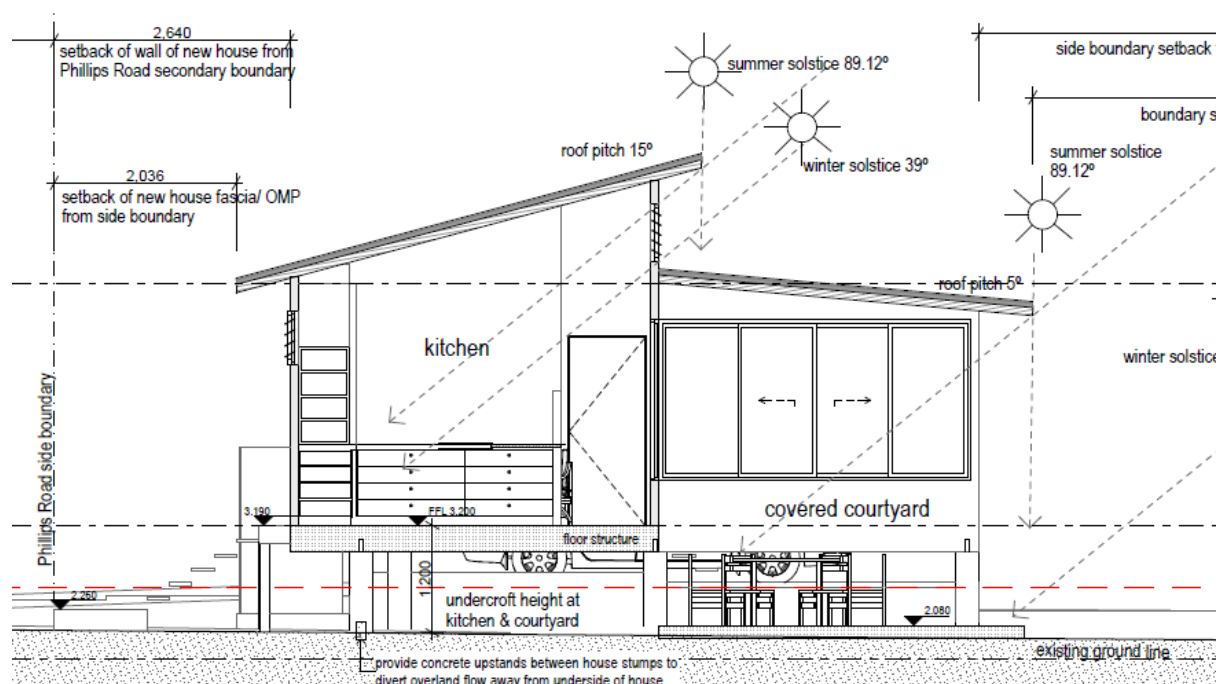 2,640
setback of wall of new house from
Phillips Road secondary boundary
side boundary setback
summer solstice 89.12º
boundary s
roof pitch 15º
winter solstice 39º
summer solstice
89.12º
2,036
setback of new house fascia/ OMP
from side boundary
roof pitch 5º
kitchen
winter solstice
Phillips Road side boundary
covered courtyard
3.190
FFL 3.200
floor structure
1200
undercroft height at
kitchen & courtyard
2.250
2.080
existing ground line
provide concrete upstands between house stumps to
divert overland flow away from underside of house